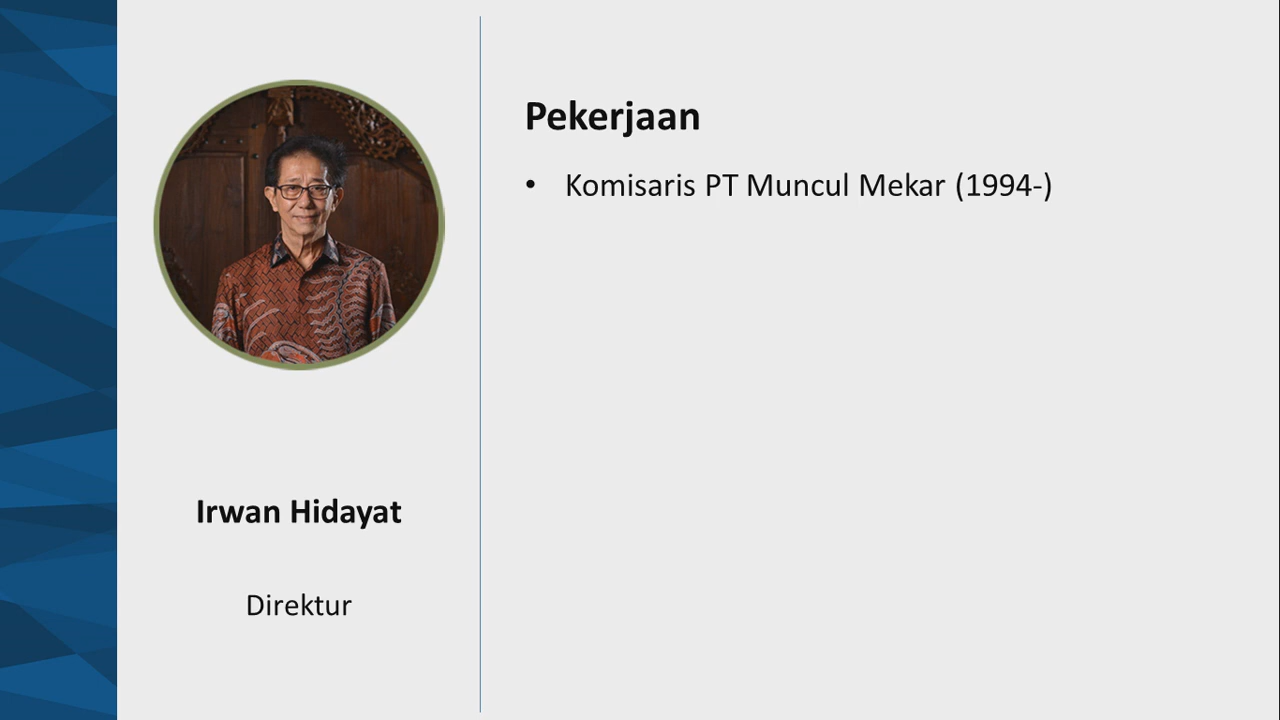 Pekerjaan
• Komisaris PT Muncul Mekar (1994-)
Irwan Hidayat
Direktur